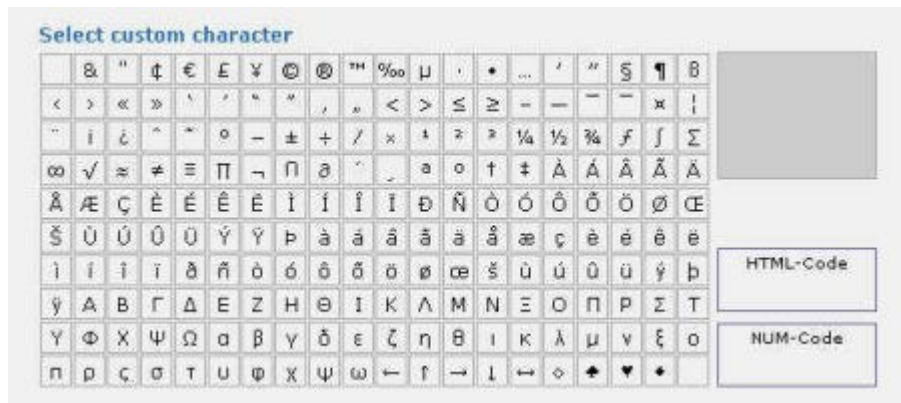 Select custom character
& " ¢ € £ ¥ © ® ™ ‰ µ · • … ′ ″ § ¶ ß
‹ › « » ‘ ’ “ ” ‚ „ < > ≤ ≥ – — ¯ ‾ ¤ ¦
¨ ¡ ¿ ˆ ˜ ° − ± ÷ ⁄ × ¹ ² ³ ¼ ½ ¾ ƒ ∫ ∑
∞ √ ≈ ≠ ≡ ∏ ¬ ∩ ∂ ´ ¸ ª º † ‡ À Á Â Ã Ä
Å Æ Ç È É Ê Ë Ì Í Î Ï Ð Ñ Ò Ó Ô Õ Ö Ø Œ
Š Ù Ú Û Ü Ý Ÿ Þ à á â ã ä å æ ç è é ê ë
ì í î ï ð ñ ò ó ô õ ö ø œ š ù ú û ü ý þ
HTML-Code
ÿ Α Β Γ Δ Ε Ζ Η Θ Ι Κ Λ Μ Ν Ξ Ο Π Ρ Σ Τ
Υ Φ Χ Ψ Ω α β γ δ ε ζ η θ ι κ λ μ ν ξ ο
NUM-Code
π ρ ς σ τ υ φ χ ψ ω ← ↑ → ↓ ↔ ◊ ♠ ♥ ♦